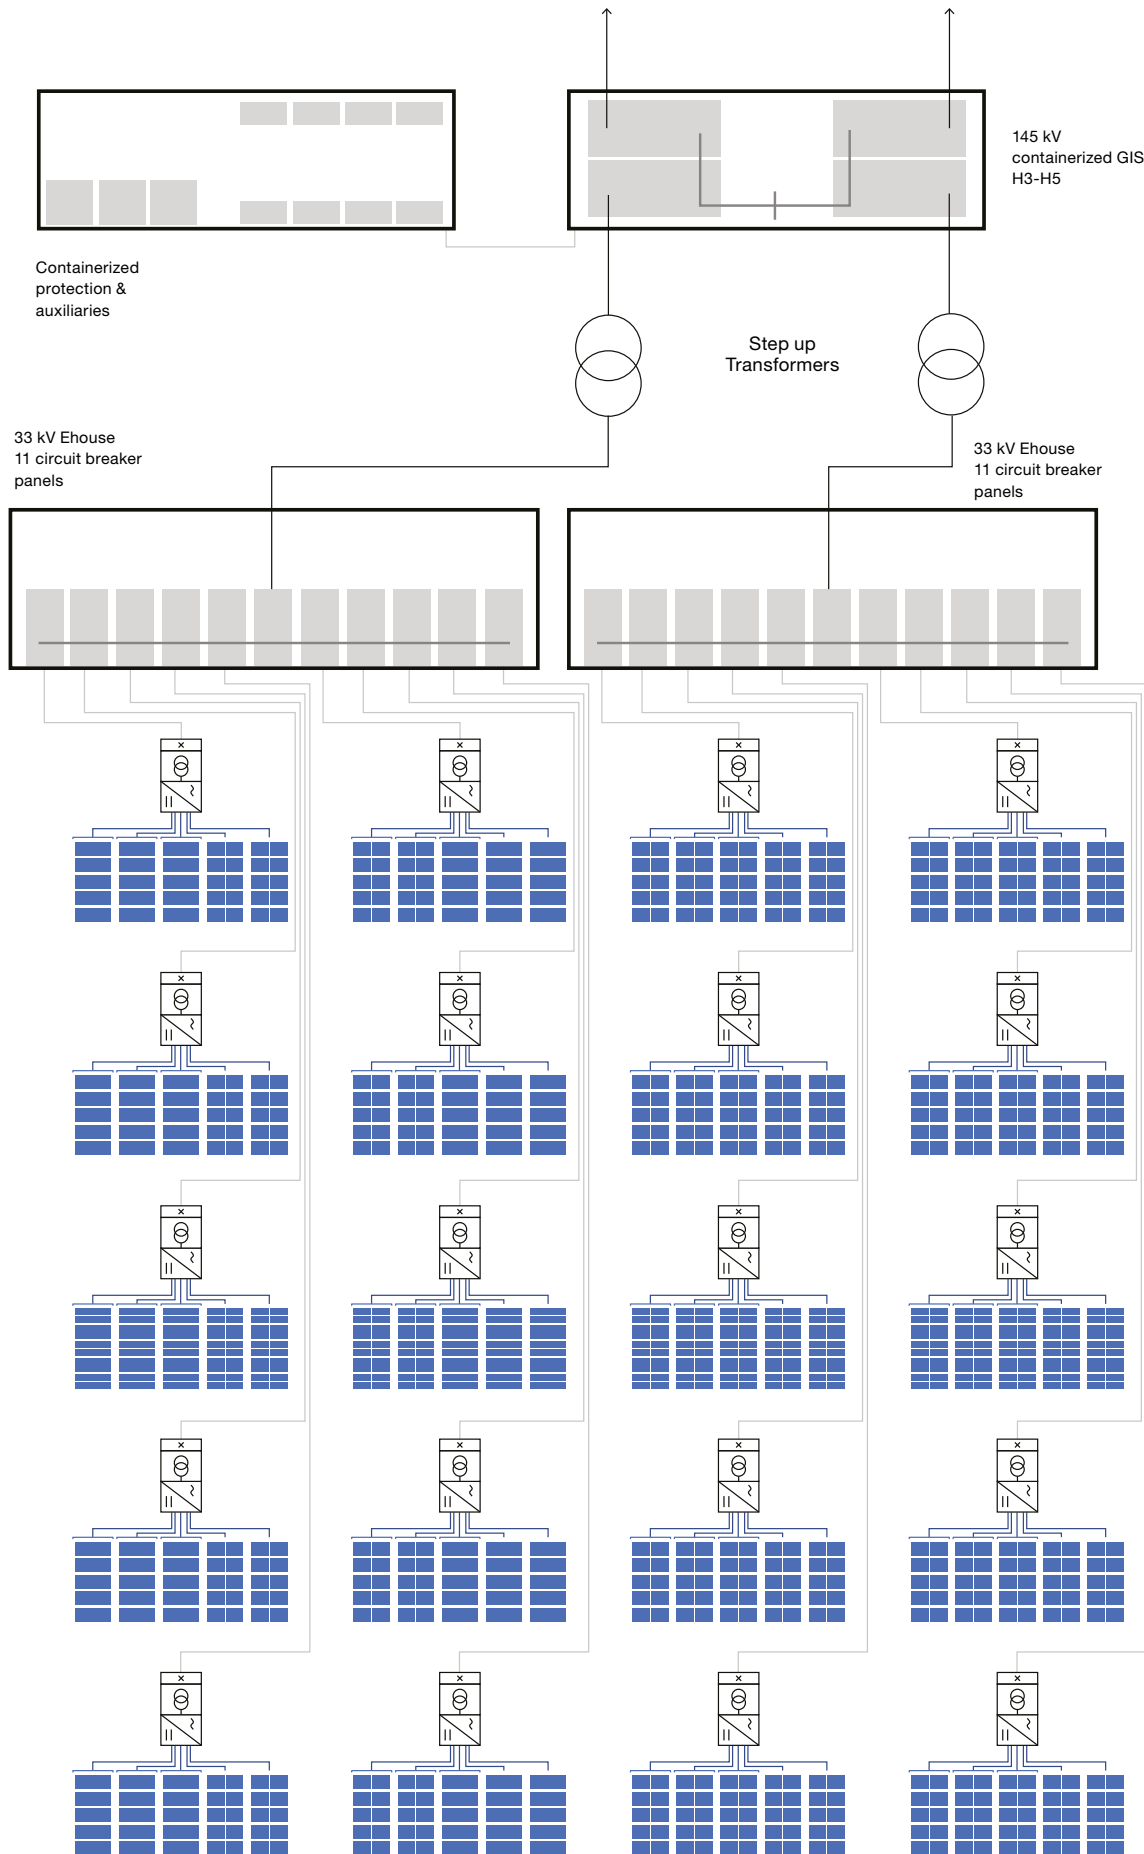 145 kV
containerized GIS
H3-H5
Containerized
protection &
auxiliaries
Step up
Transformers
33 kV Ehouse
11 circuit breaker
panels
33 kV Ehouse
11 circuit breaker
panels